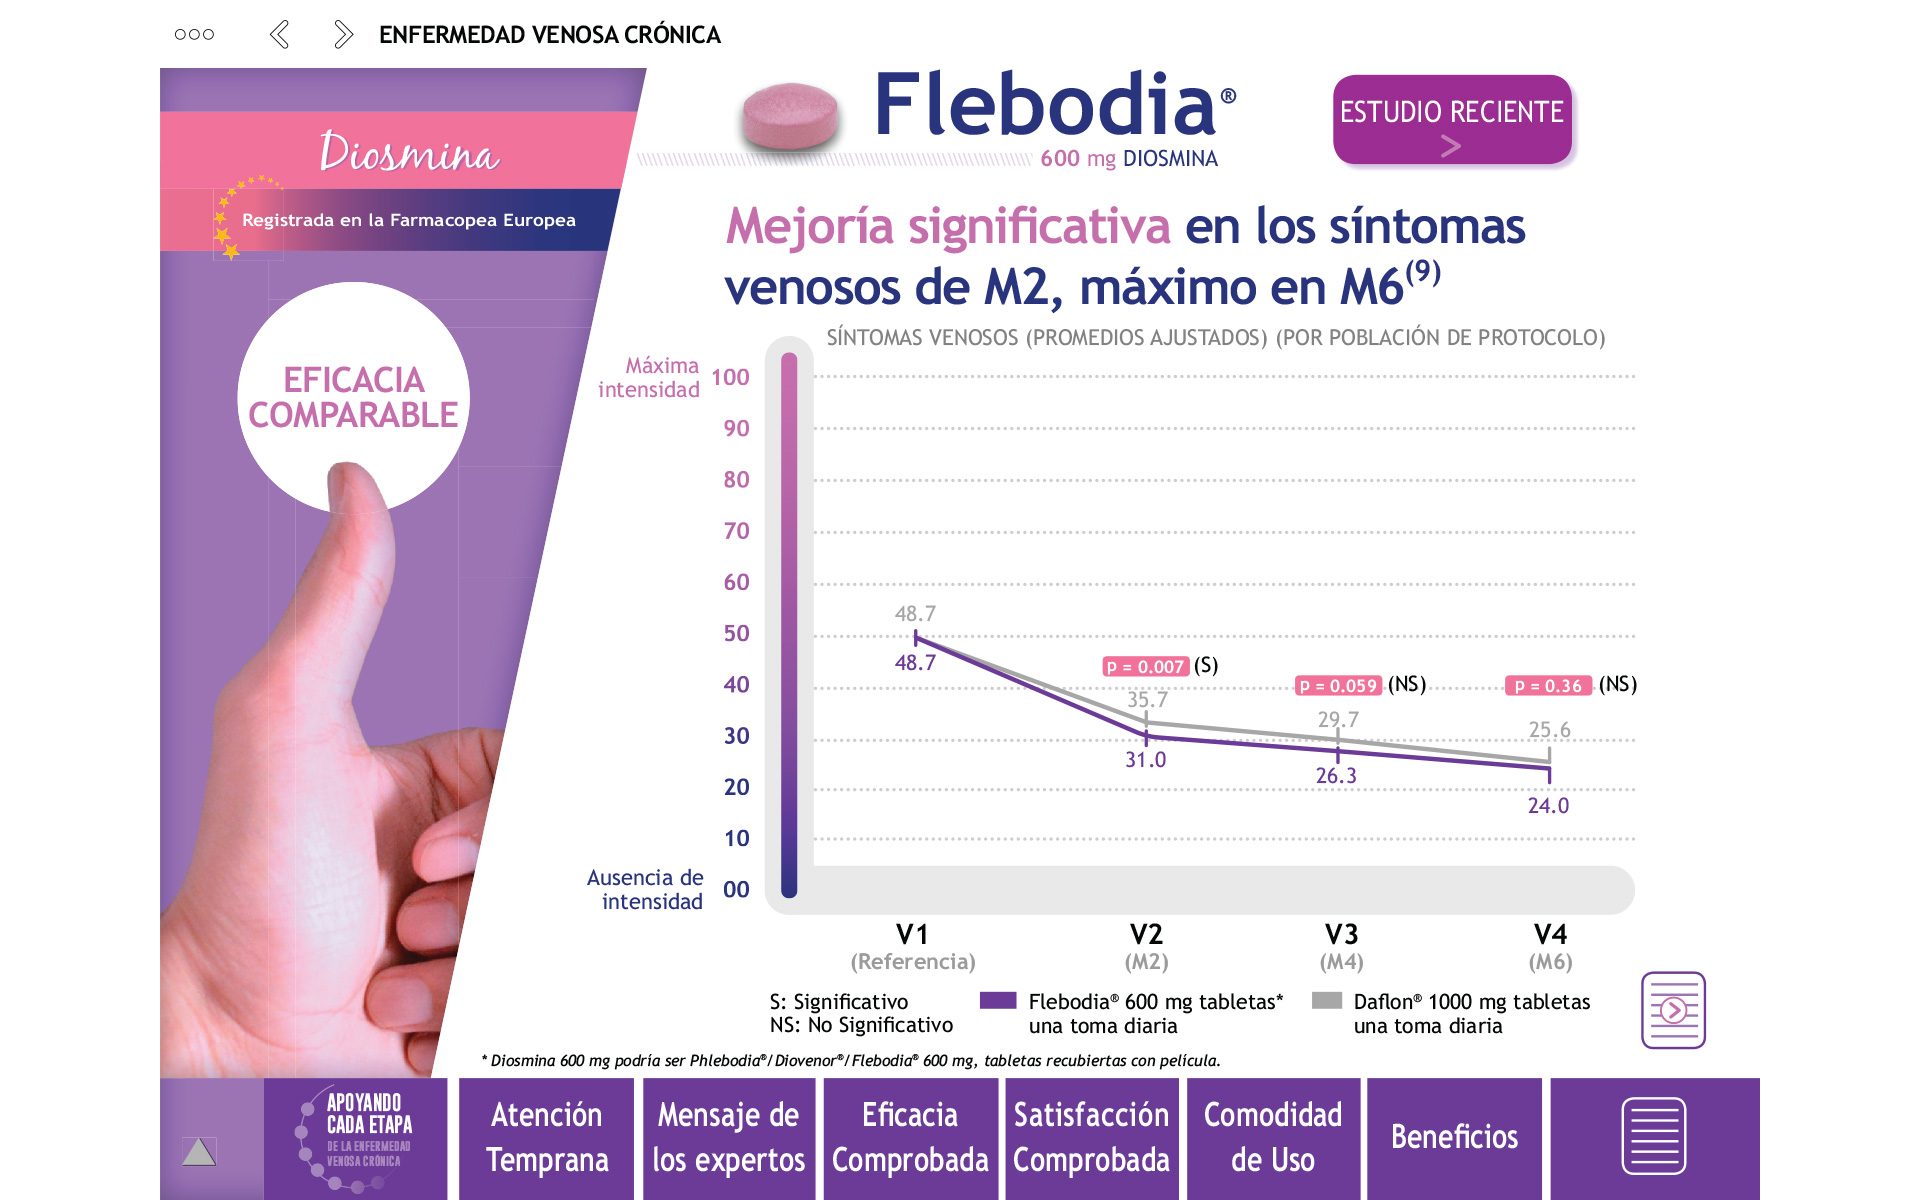 ENFERMEDAD VENOSA CRÓNICA
Diosmina
Registrada en la Farmacopea Europea
EFICACIA
COMPARABLE
Flebodia®
600 mg DIOSMINA
ESTUDIO RECIENTE
>
Mejoría significativa en los síntomas
venosos de M2, máximo en M6(9)
SÍNTOMAS VENOSOS (PROMEDIOS AJUSTADOS) (POR POBLACIÓN DE PROTOCOLO)
Máxima
intensidad
100
90
80
70
60
50
40
30
20
10
00
Ausencia de
intensidad
48.7
48.7
p = 0.007 (S)
35.7
31.0
p = 0.059 (NS)
29.7
26.3
p = 0.36 (NS)
25.6
24.0
V1
(Referencia)
V2
(M2)
V3
(M4)
V4
(M6)
S: Significativo
NS: No Significativo
Flebodia® 600 mg tabletas*
una toma diaria
Daflon® 1000 mg tabletas
una toma diaria
* Diosmina 600 mg podría ser Phlebodia®/Diovenor®/Flebodia® 600 mg, tabletas recubiertas con película.
APOYANDO
CADA ETAPA
DE LA ENFERMEDAD
VENOSA CRÓNICA
Atención
Temprana
Mensaje de
los expertos
Eficacia
Comprobada
Satisfacción
Comprobada
Comodidad
de Uso
Beneficios